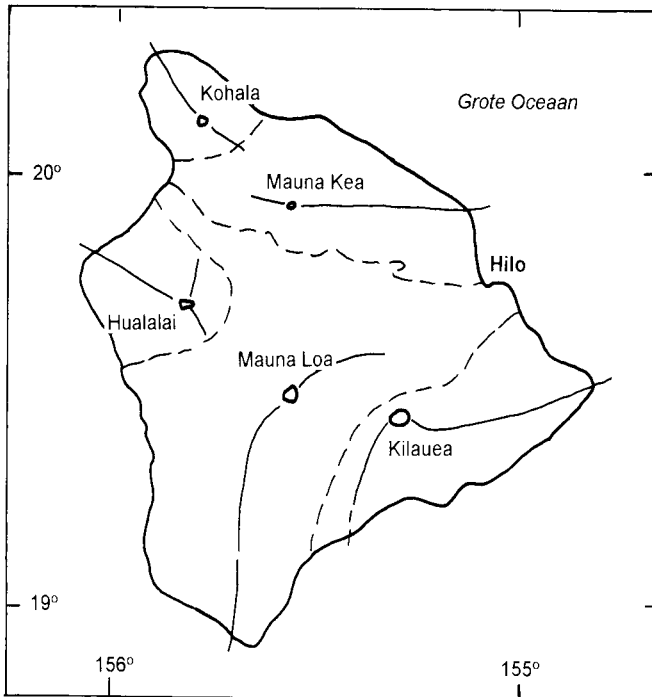 Kohala
Grote Oceaan
20°
Mauna Kea
Hilo
Hualalai
Mauna Loa
Kilauea
19°
156°
155°